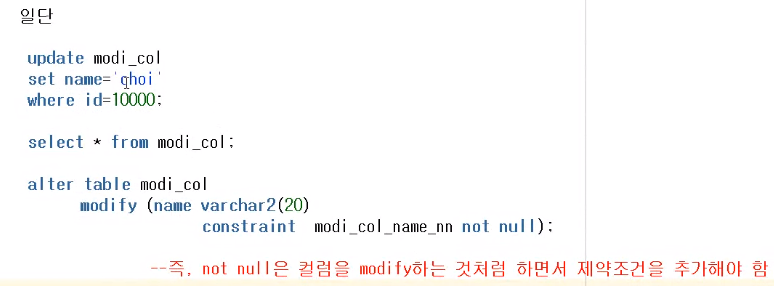 일단
update modi_col
set name='choi'
where id=10000;
select * from modi_col;
alter table modi_col
modify (name varchar2(20)
constraint modi_col_name_nn not null);
--즉, not null은 컬럼을 modify하는 것처럼 하면서 제약조건을 추가해야 함